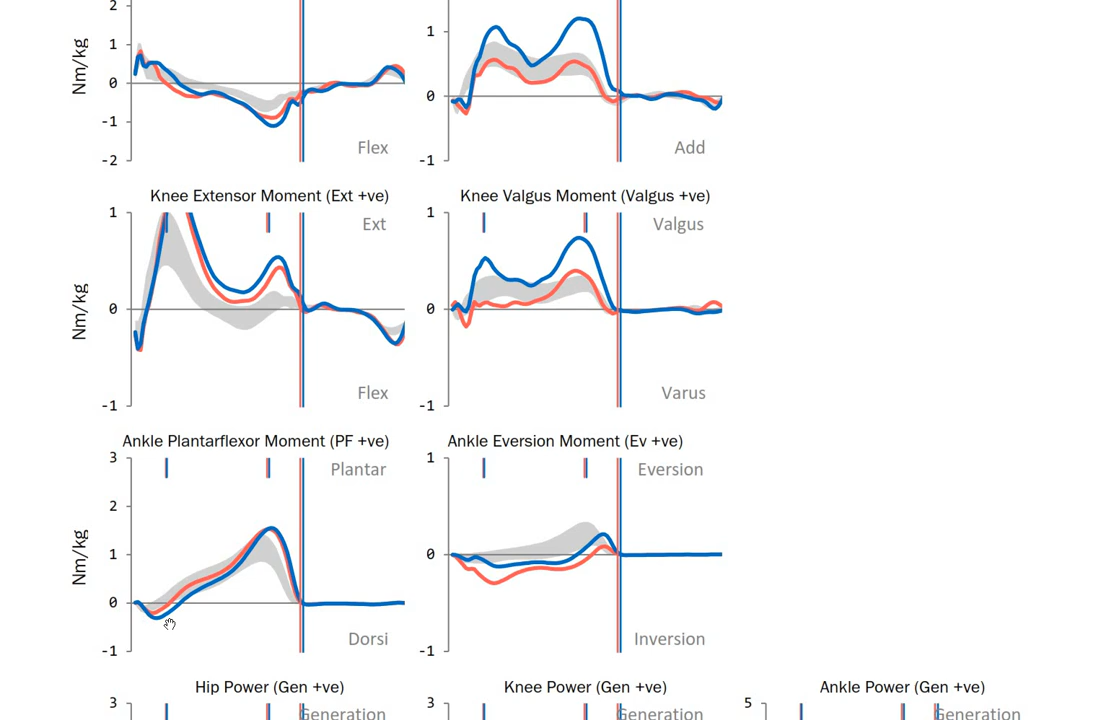 2
1
0
-1
-2
Nm/kg
Flex
1
0
-1
Add
Knee Extensor Moment (Ext +ve)
1
0
-1
Nm/kg
Ext
Flex
Knee Valgus Moment (Valgus +ve)
1
0
-1
Valgus
Varus
Ankle Plantarflexor Moment (PF +ve)
3
2
1
0
-1
Nm/kg
Plantar
Dorsi
Ankle Eversion Moment (Ev +ve)
1
0
-1
Eversion
Inversion
Hip Power (Gen +ve)
3
Generation
Knee Power (Gen +ve)
3
Generation
Ankle Power (Gen +ve)
5
Generation